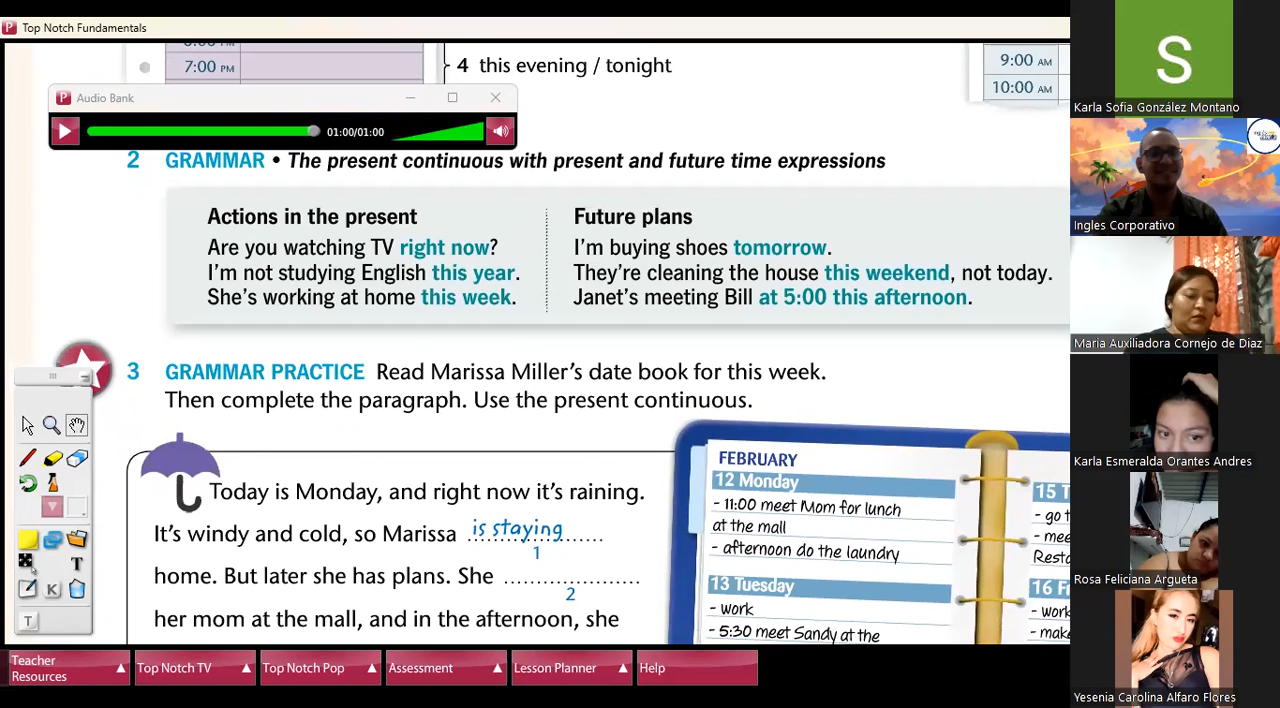 Top Notch Fundamentals
7:00 PM
4 this evening / tonight
9:00 AM
10:00 AM
Audio Bank
01:00/01:00
2 GRAMMAR • The present continuous with present and future time expressions
Actions in the present
Are you watching TV right now?
I'm not studying English this year.
She's working at home this week.
Future plans
I'm buying shoes tomorrow.
They're cleaning the house this weekend, not today.
Janet's meeting Bill at 5:00 this afternoon.
3 GRAMMAR PRACTICE Read Marissa Miller's date book for this week.
Then complete the paragraph. Use the present continuous.
Today is Monday, and right now it's raining.
It's windy and cold, so Marissa is staying
1
home. But later she has plans. She ......................
2
her mom at the mall, and in the afternoon, she
FEBRUARY
12 Monday
- 11:00 meet Mom for lunch
at the mall
- afternoon do the laundry
13 Tuesday
- work
- 5:30 meet Sandy at the
15 T
- go t
- mee
Resto
16 F
- work
- make
T
K
T
Teacher
Resources
Top Notch TV
Top Notch Pop
Assessment
Lesson Planner
Help
S
Karla Sofia González Montano
Ingles Corporativo
Maria Auxiliadora Cornejo de Diaz
Karla Esmeralda Orantes Andres
Rosa Feliciana Argueta
Yesenia Carolina Alfaro Flores